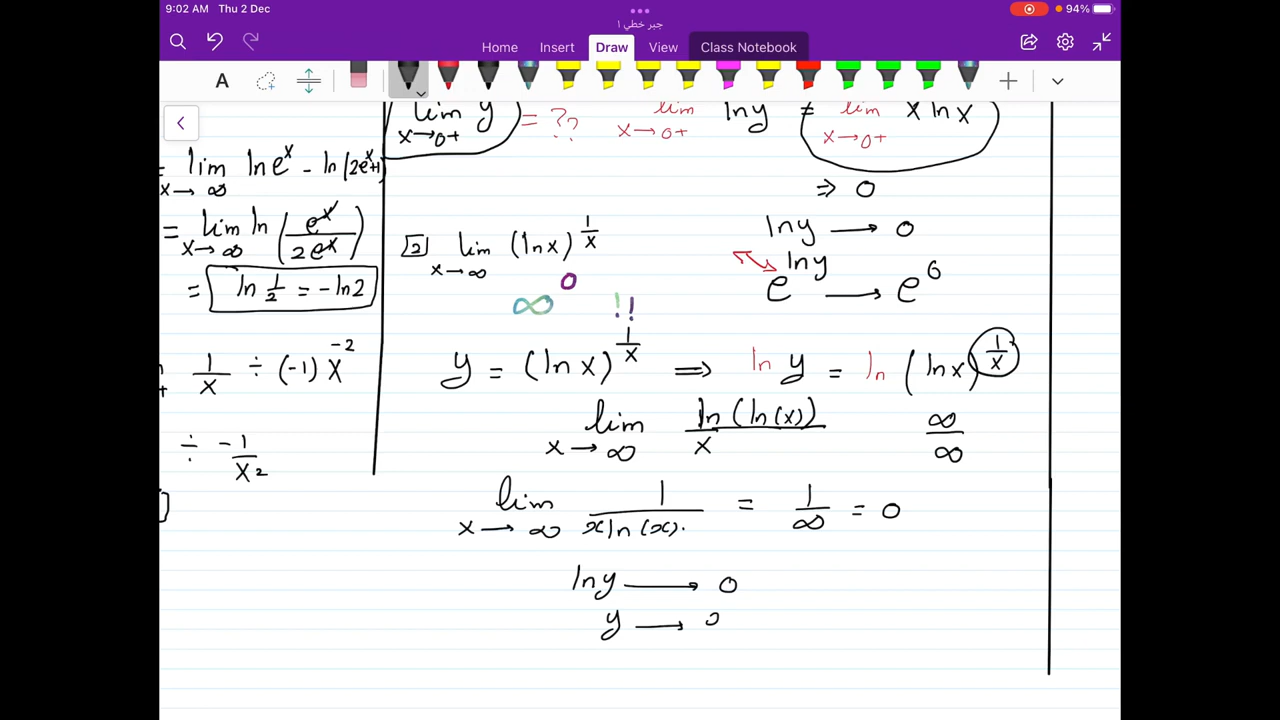 9:02 AM Thu 2 Dec
94%
جبر خطي ١
Home Insert Draw View Class Notebook
A
lim y = ?? lim ln y = lim x ln x
x→0+ x→0+ x→0+
⇒ 0
= lim ln e^x - ln(2e^x+1)
x→∞
= lim ln (e^x / 2e^x)
x→∞
= ln 1/2 = -ln2
1/x ÷ (-1) x^-2
÷ -1/x²
2 lim (ln x)^(1/x)
x→∞
∞^0 !!
ln y → 0
e^(ln y) → e^0
y = (ln x)^(1/x) ⇒ ln y = ln (ln x)^(1/x)
lim ln(ln(x))/x ∞/∞
x→∞
lim 1/(x ln(x)) = 1/∞ = 0
x→∞
ln y → 0
y → 0